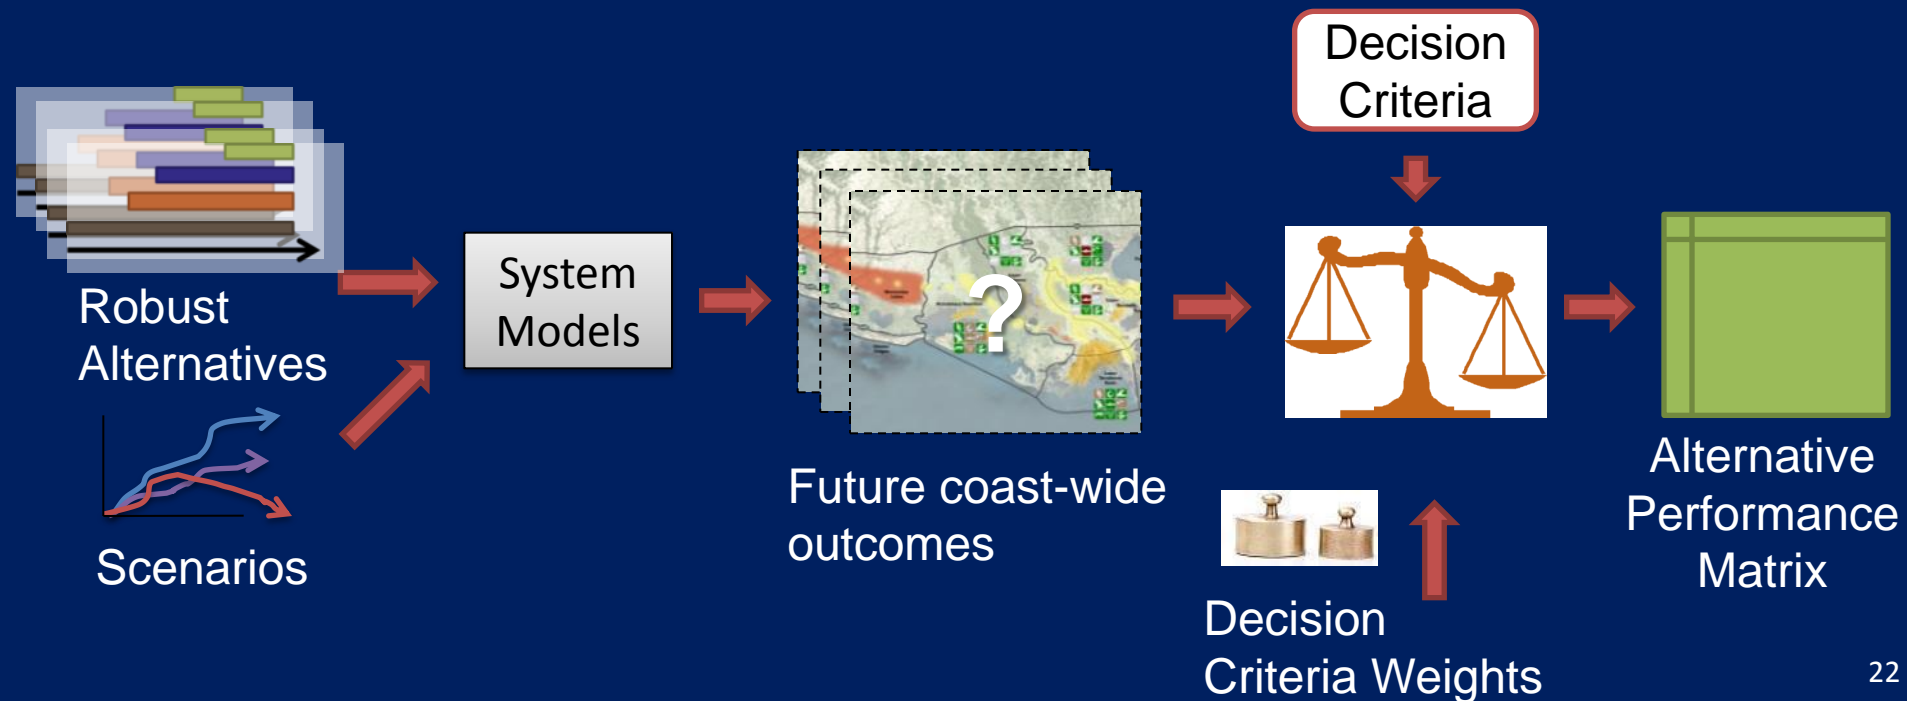 Robust
Alternatives
Scenarios
System
Models
?
Future coast-wide
outcomes
Decision
Criteria
Decision
Criteria Weights
Alternative
Performance
Matrix
22